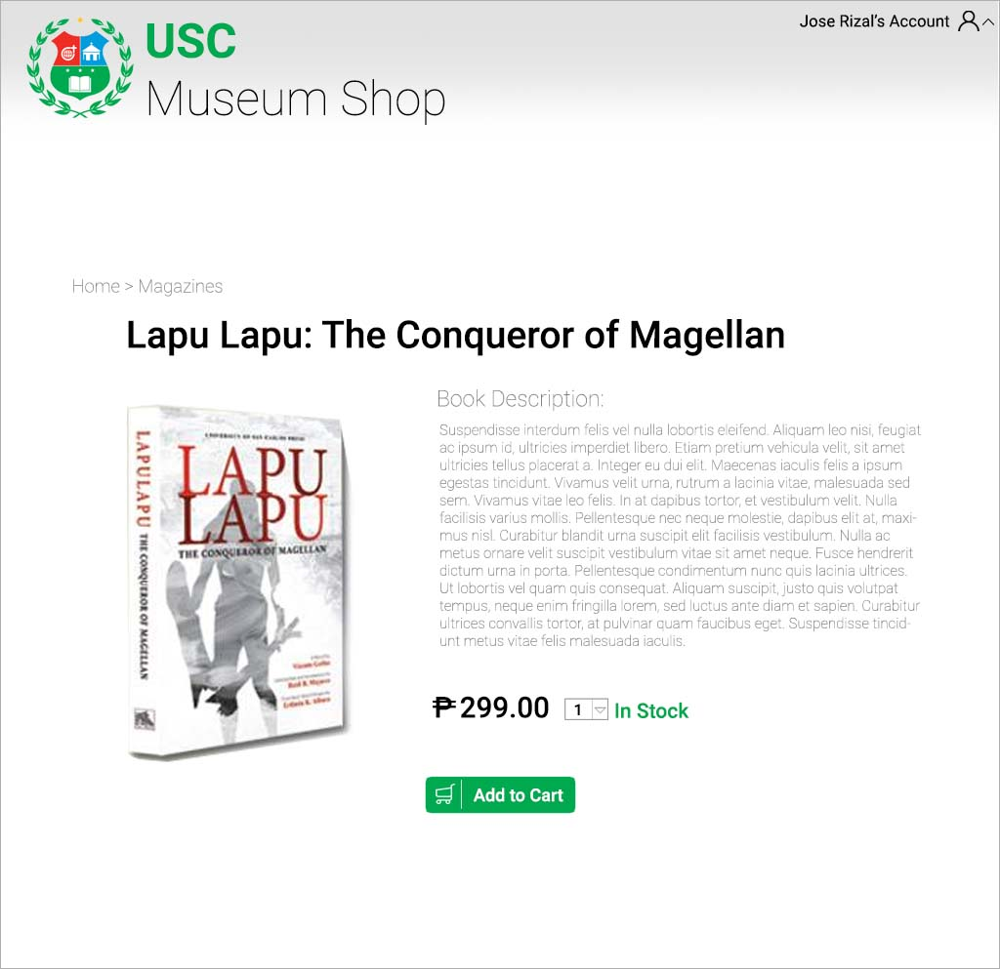 Jose Rizal's Account
USC
Museum Shop
Home > Magazines
Lapu Lapu: The Conqueror of Magellan
Book Description:
Suspendisse interdum felis vel nulla lobortis eleifend. Aliquam leo nisi, feugiat
ac ipsum id, ultricies imperdiet libero. Etiam pretium vehicula velit, sit amet
ultricies tellus placerat a. Integer eu dui elit. Maecenas iaculis felis a ipsum
egestas tincidunt. Vivamus velit urna, rutrum a lacinia vitae, malesuada sed
sem. Vivamus vitae leo felis. In at dapibus tortor, et vestibulum velit. Nulla
facilisis varius mollis. Pellentesque nec neque molestie, dapibus elit at, maxi-
mus nisl. Curabitur blandit urna suscipit elit facilisis vestibulum. Nulla ac
metus ornare velit suscipit vestibulum vitae sit amet neque. Fusce hendrerit
dictum urna in porta. Pellentesque condimentum nunc quis lacinia ultrices.
Ut lobortis vel quam quis consequat. Aliquam suscipit, justo quis volutpat
tempus, neque enim fringilla lorem, sed luctus ante diam et sapien. Curabitur
ultrices convallis tortor, at pulvinar quam faucibus eget. Suspendisse tincid-
unt metus vitae felis malesuada iaculis.
LAPULAPU THE CONQUEROR OF MAGELLAN
UNIVERSITY OF SAN CARLOS PRESS
LAPU
LAPU
THE CONQUEROR OF MAGELLAN
₱299.00 1 In Stock
Add to Cart